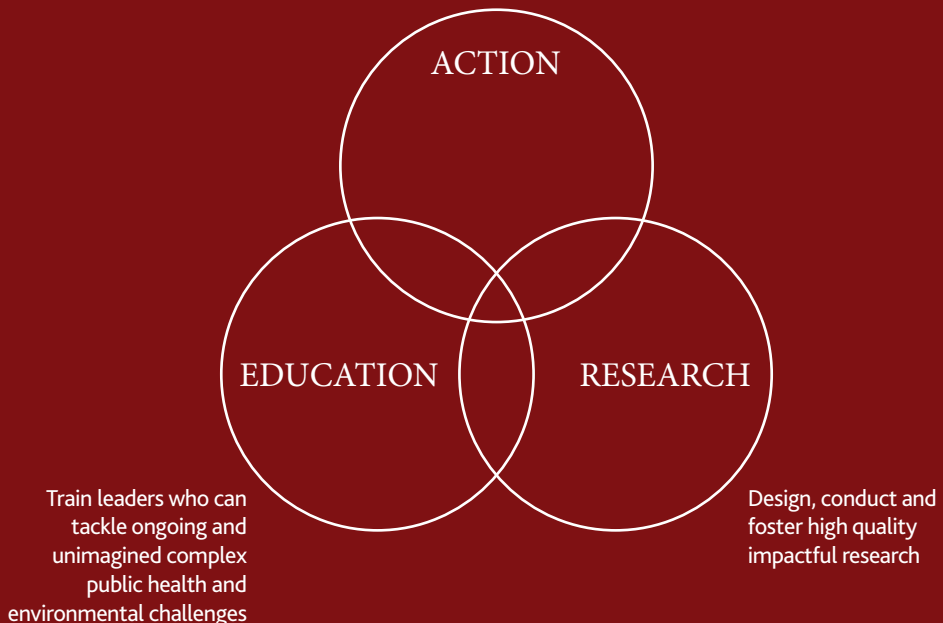 ACTION
EDUCATION
RESEARCH
Train leaders who can
tackle ongoing and
unimagined complex
public health and
environmental challenges
Design, conduct and
foster high quality
impactful research